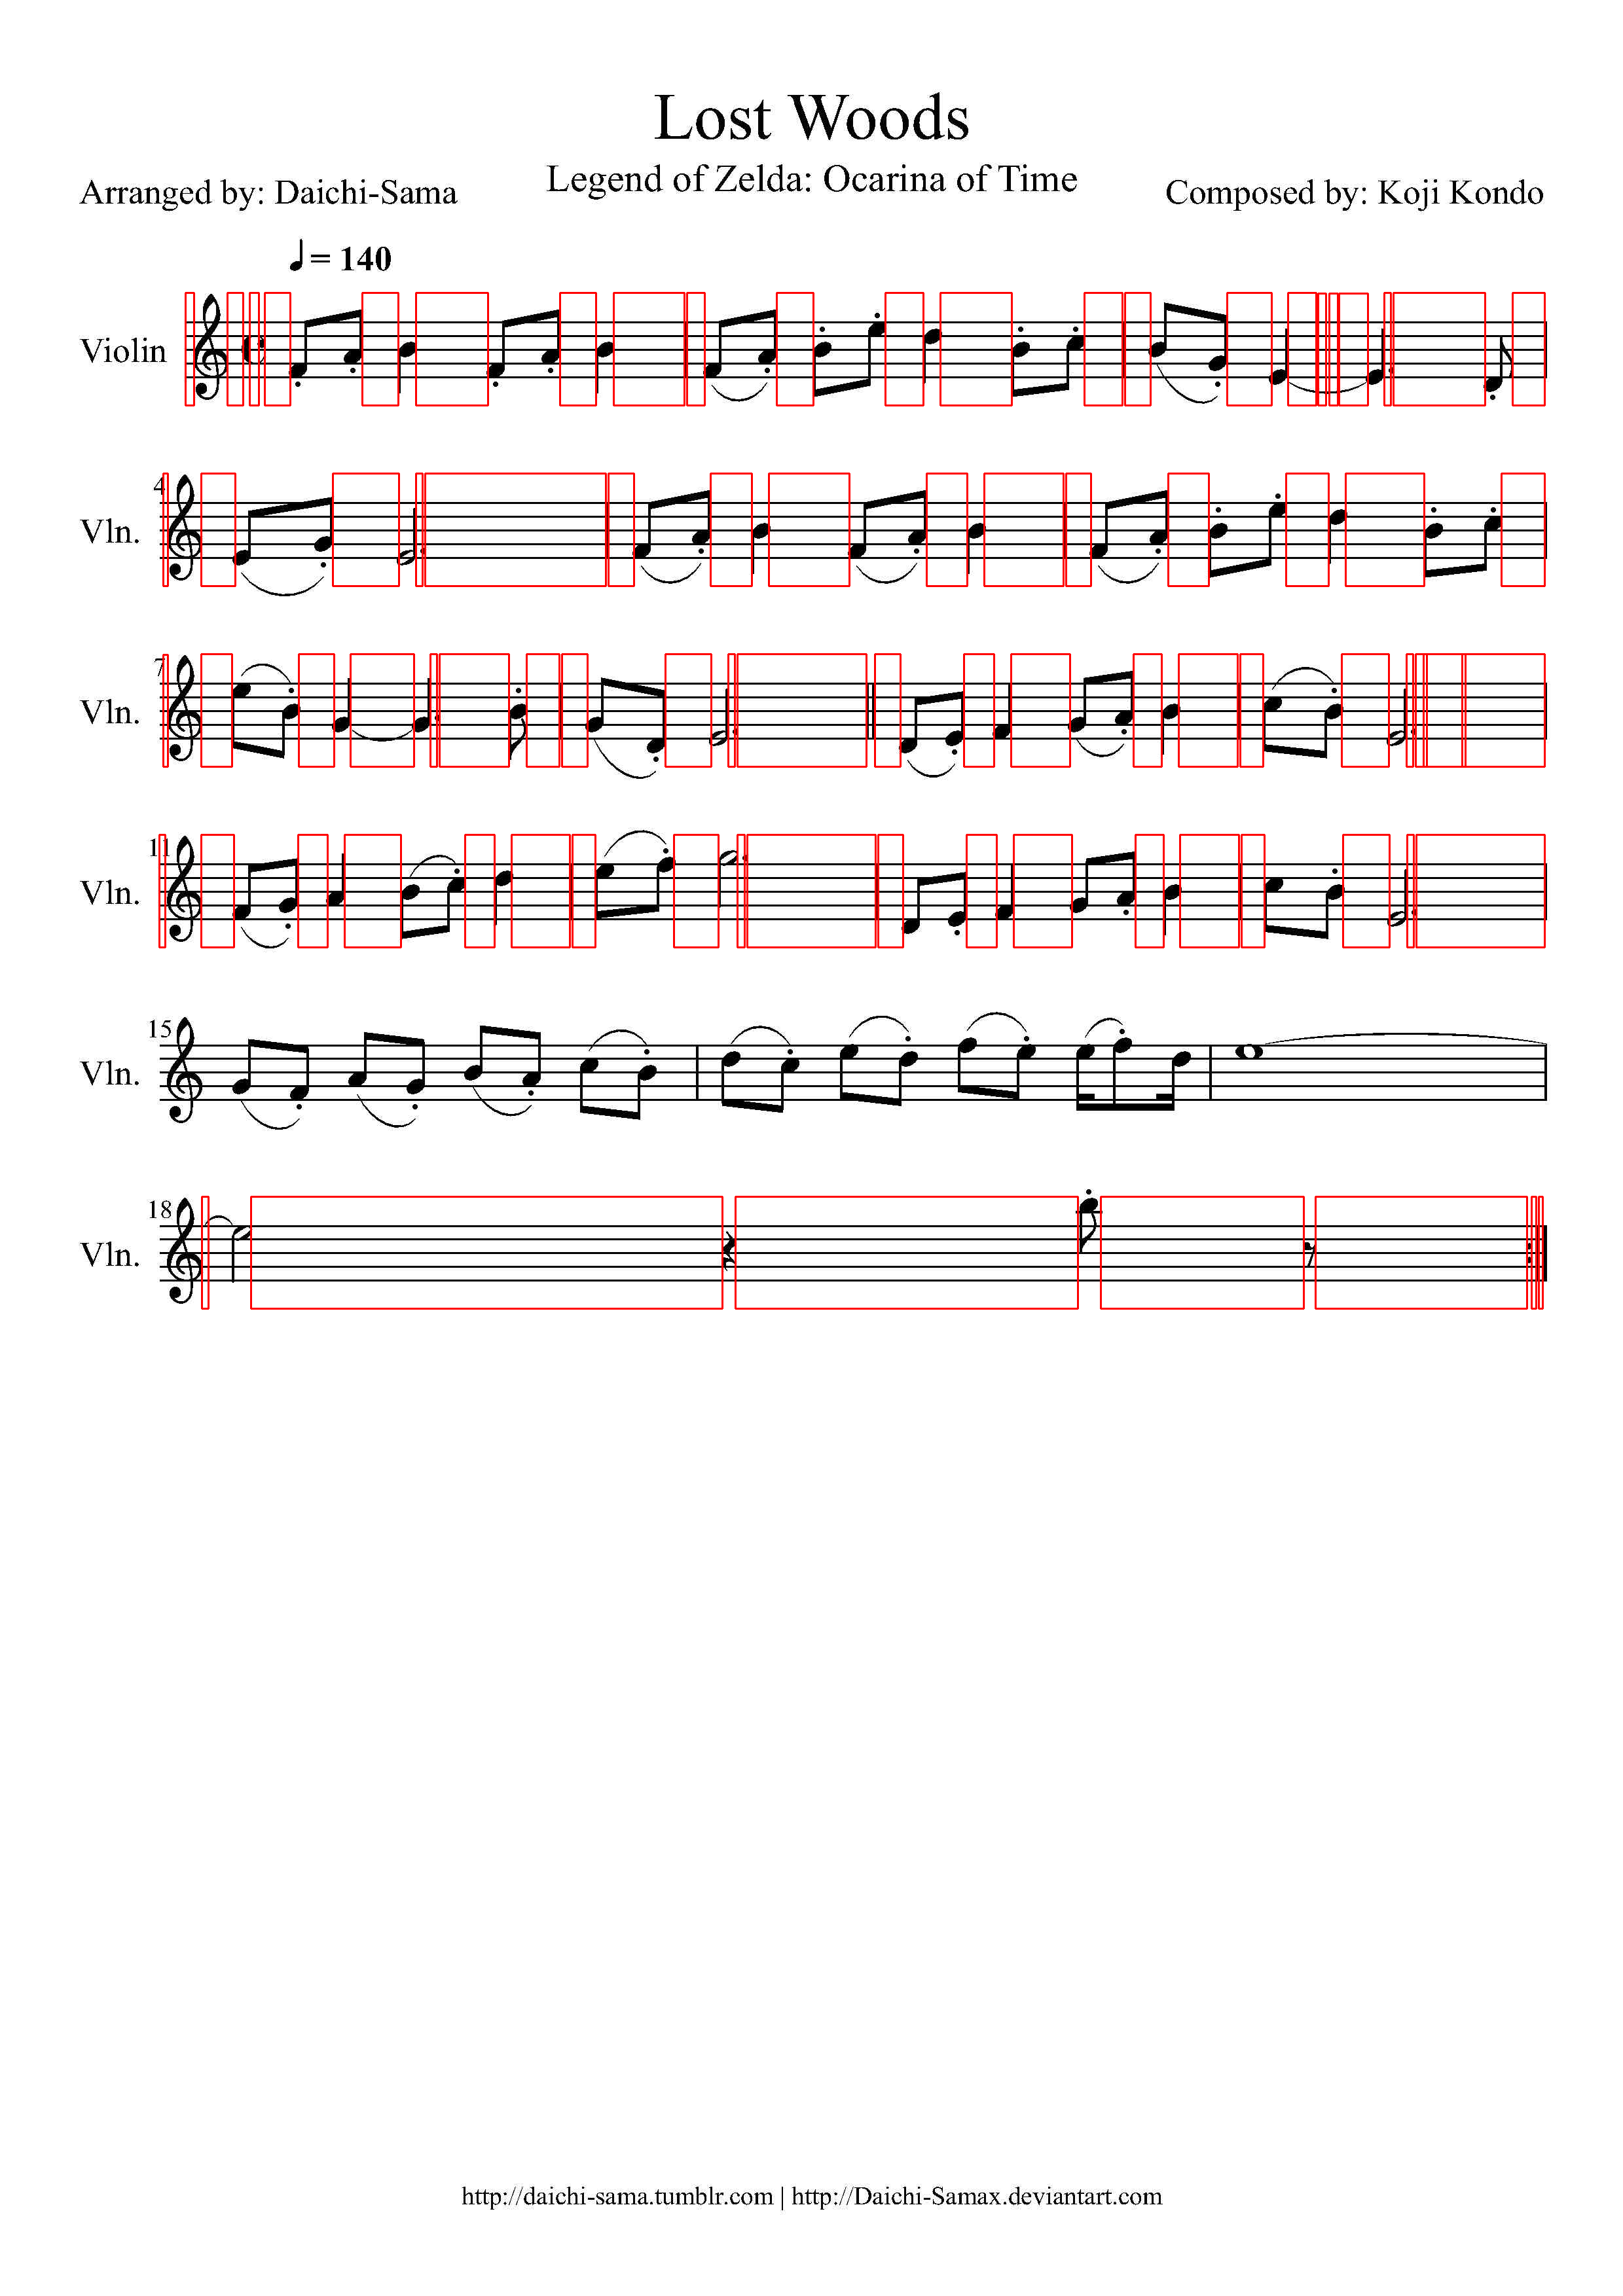 Lost Woods
Legend of Zelda: Ocarina of Time
Arranged by: Daichi-Sama
Composed by: Koji Kondo
= 140
Violin
4
Vln.
7
Vln.
11
Vln.
15
Vln.
18
Vln.
http://daichi-sama.tumblr.com | http://Daichi-Samax.deviantart.com